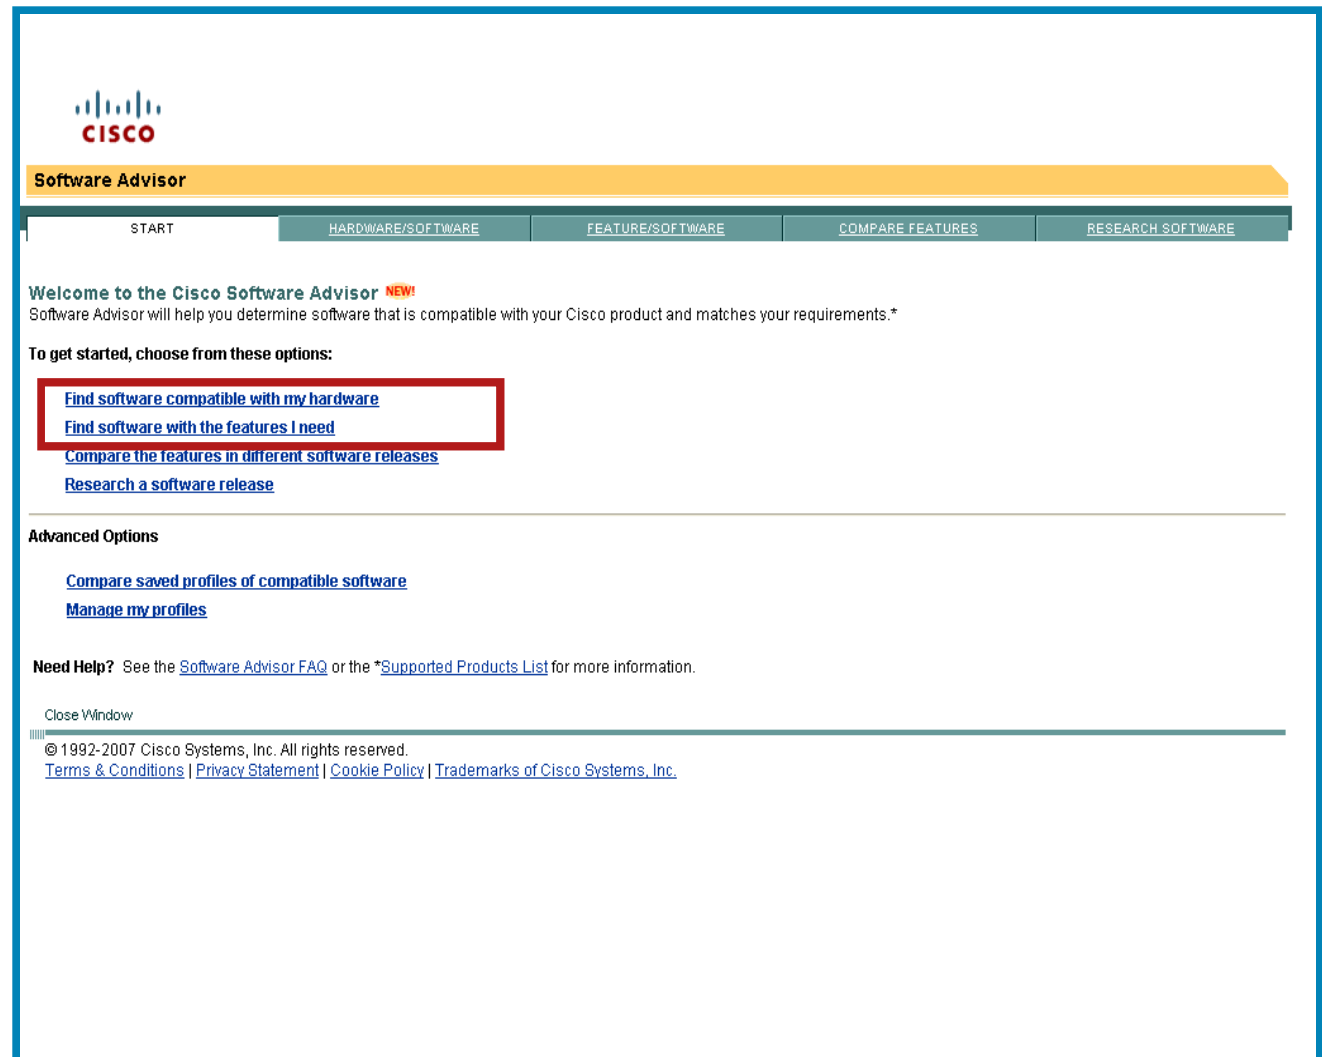 CISCO
Software Advisor
START HARDWARE/SOFTWARE FEATURE/SOFTWARE COMPARE FEATURES RESEARCH SOFTWARE
Welcome to the Cisco Software Advisor NEW!
Software Advisor will help you determine software that is compatible with your Cisco product and matches your requirements.*
To get started, choose from these options:
Find software compatible with my hardware
Find software with the features I need
Compare the features in different software releases
Research a software release
Advanced Options
Compare saved profiles of compatible software
Manage my profiles
Need Help? See the Software Advisor FAQ or the *Supported Products List for more information.
Close Window
© 1992-2007 Cisco Systems, Inc. All rights reserved.
Terms & Conditions | Privacy Statement | Cookie Policy | Trademarks of Cisco Systems, Inc.